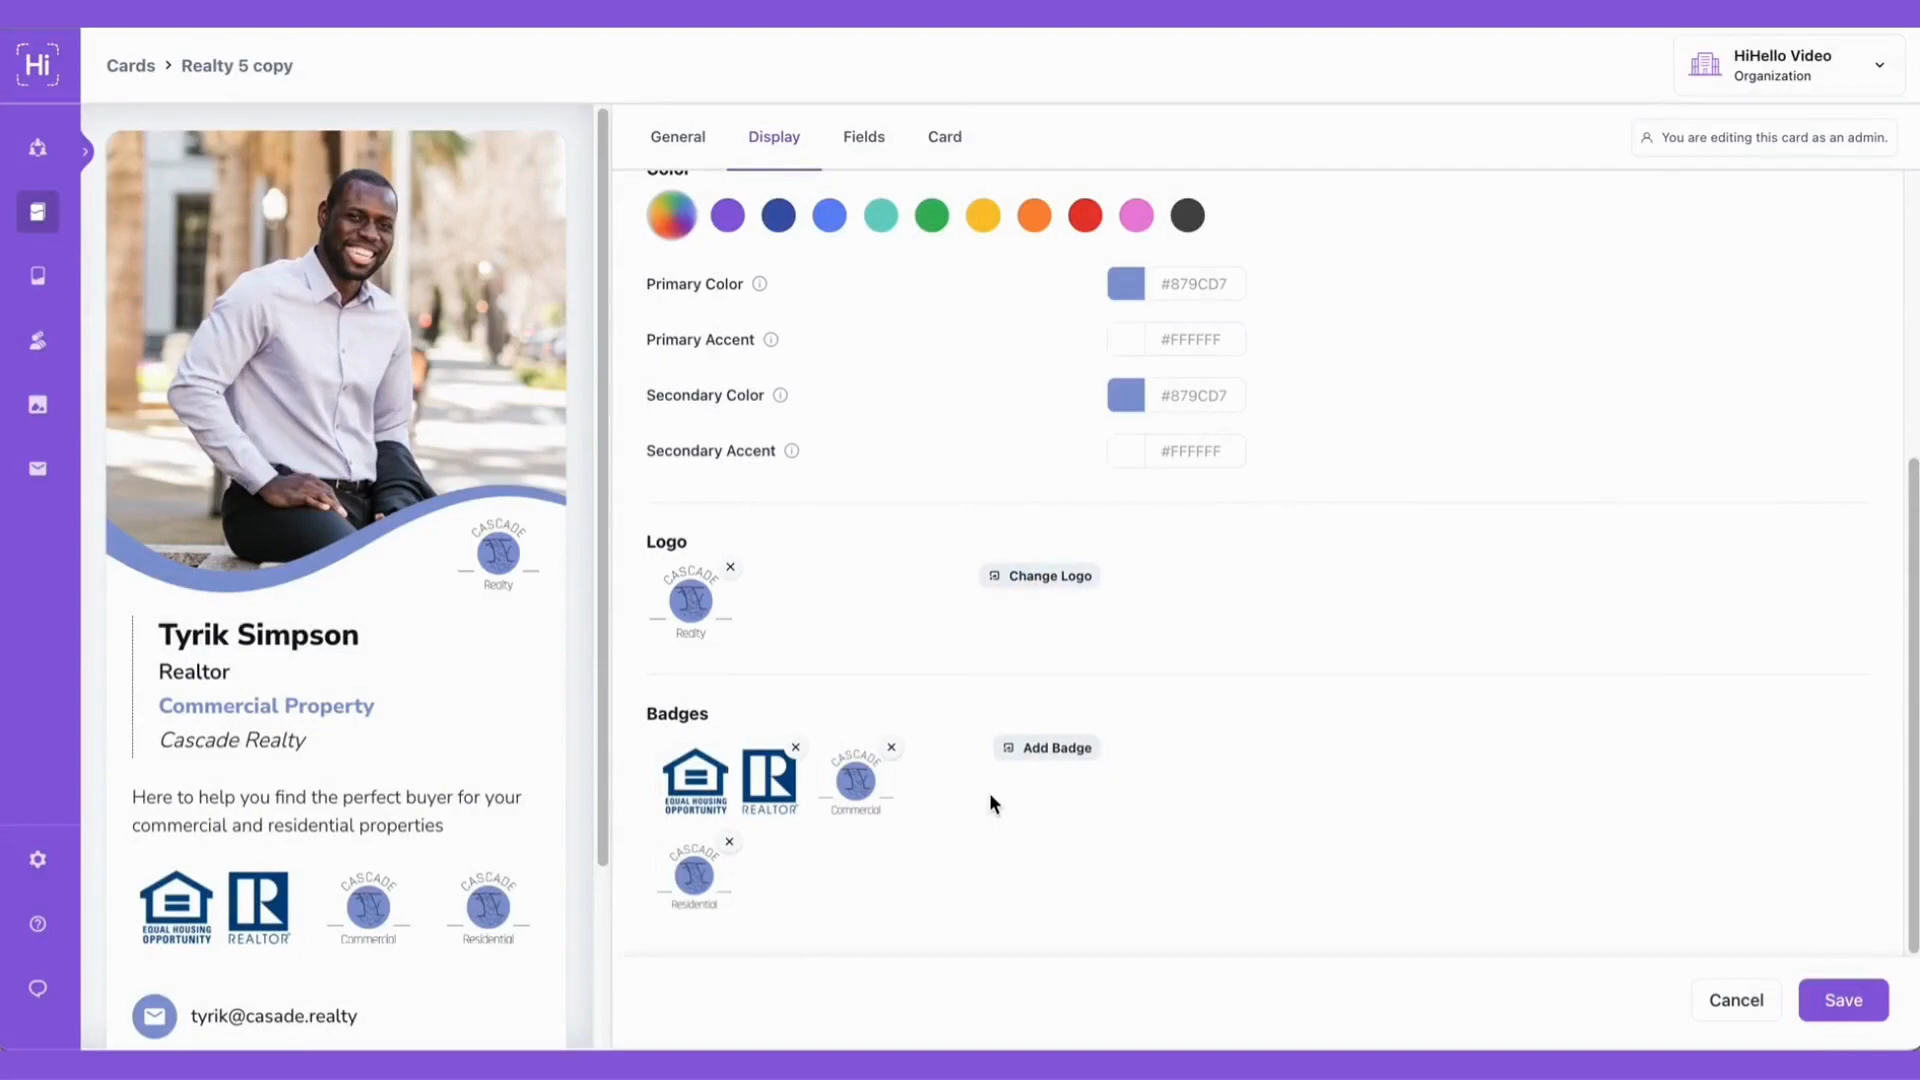 Hi
Cards > Realty 5 copy
HiHello Video
Organization
General
Display
Fields
Card
You are editing this card as an admin.
Color
Primary Color
#879CD7
Primary Accent
#FFFFFF
Secondary Color
#879CD7
Secondary Accent
#FFFFFF
Logo
CASCADE
Realty
Change Logo
Badges
EQUAL HOUSING
OPPORTUNITY
R
REALTOR®
CASCADE
Commercial
Add Badge
CASCADE
Residential
Cancel
Save
CASCADE
Realty
Tyrik Simpson
Realtor
Commercial Property
Cascade Realty
Here to help you find the perfect buyer for your
commercial and residential properties
EQUAL HOUSING
OPPORTUNITY
R
REALTOR®
CASCADE
Commercial
CASCADE
Residential
tyrik@casade.realty